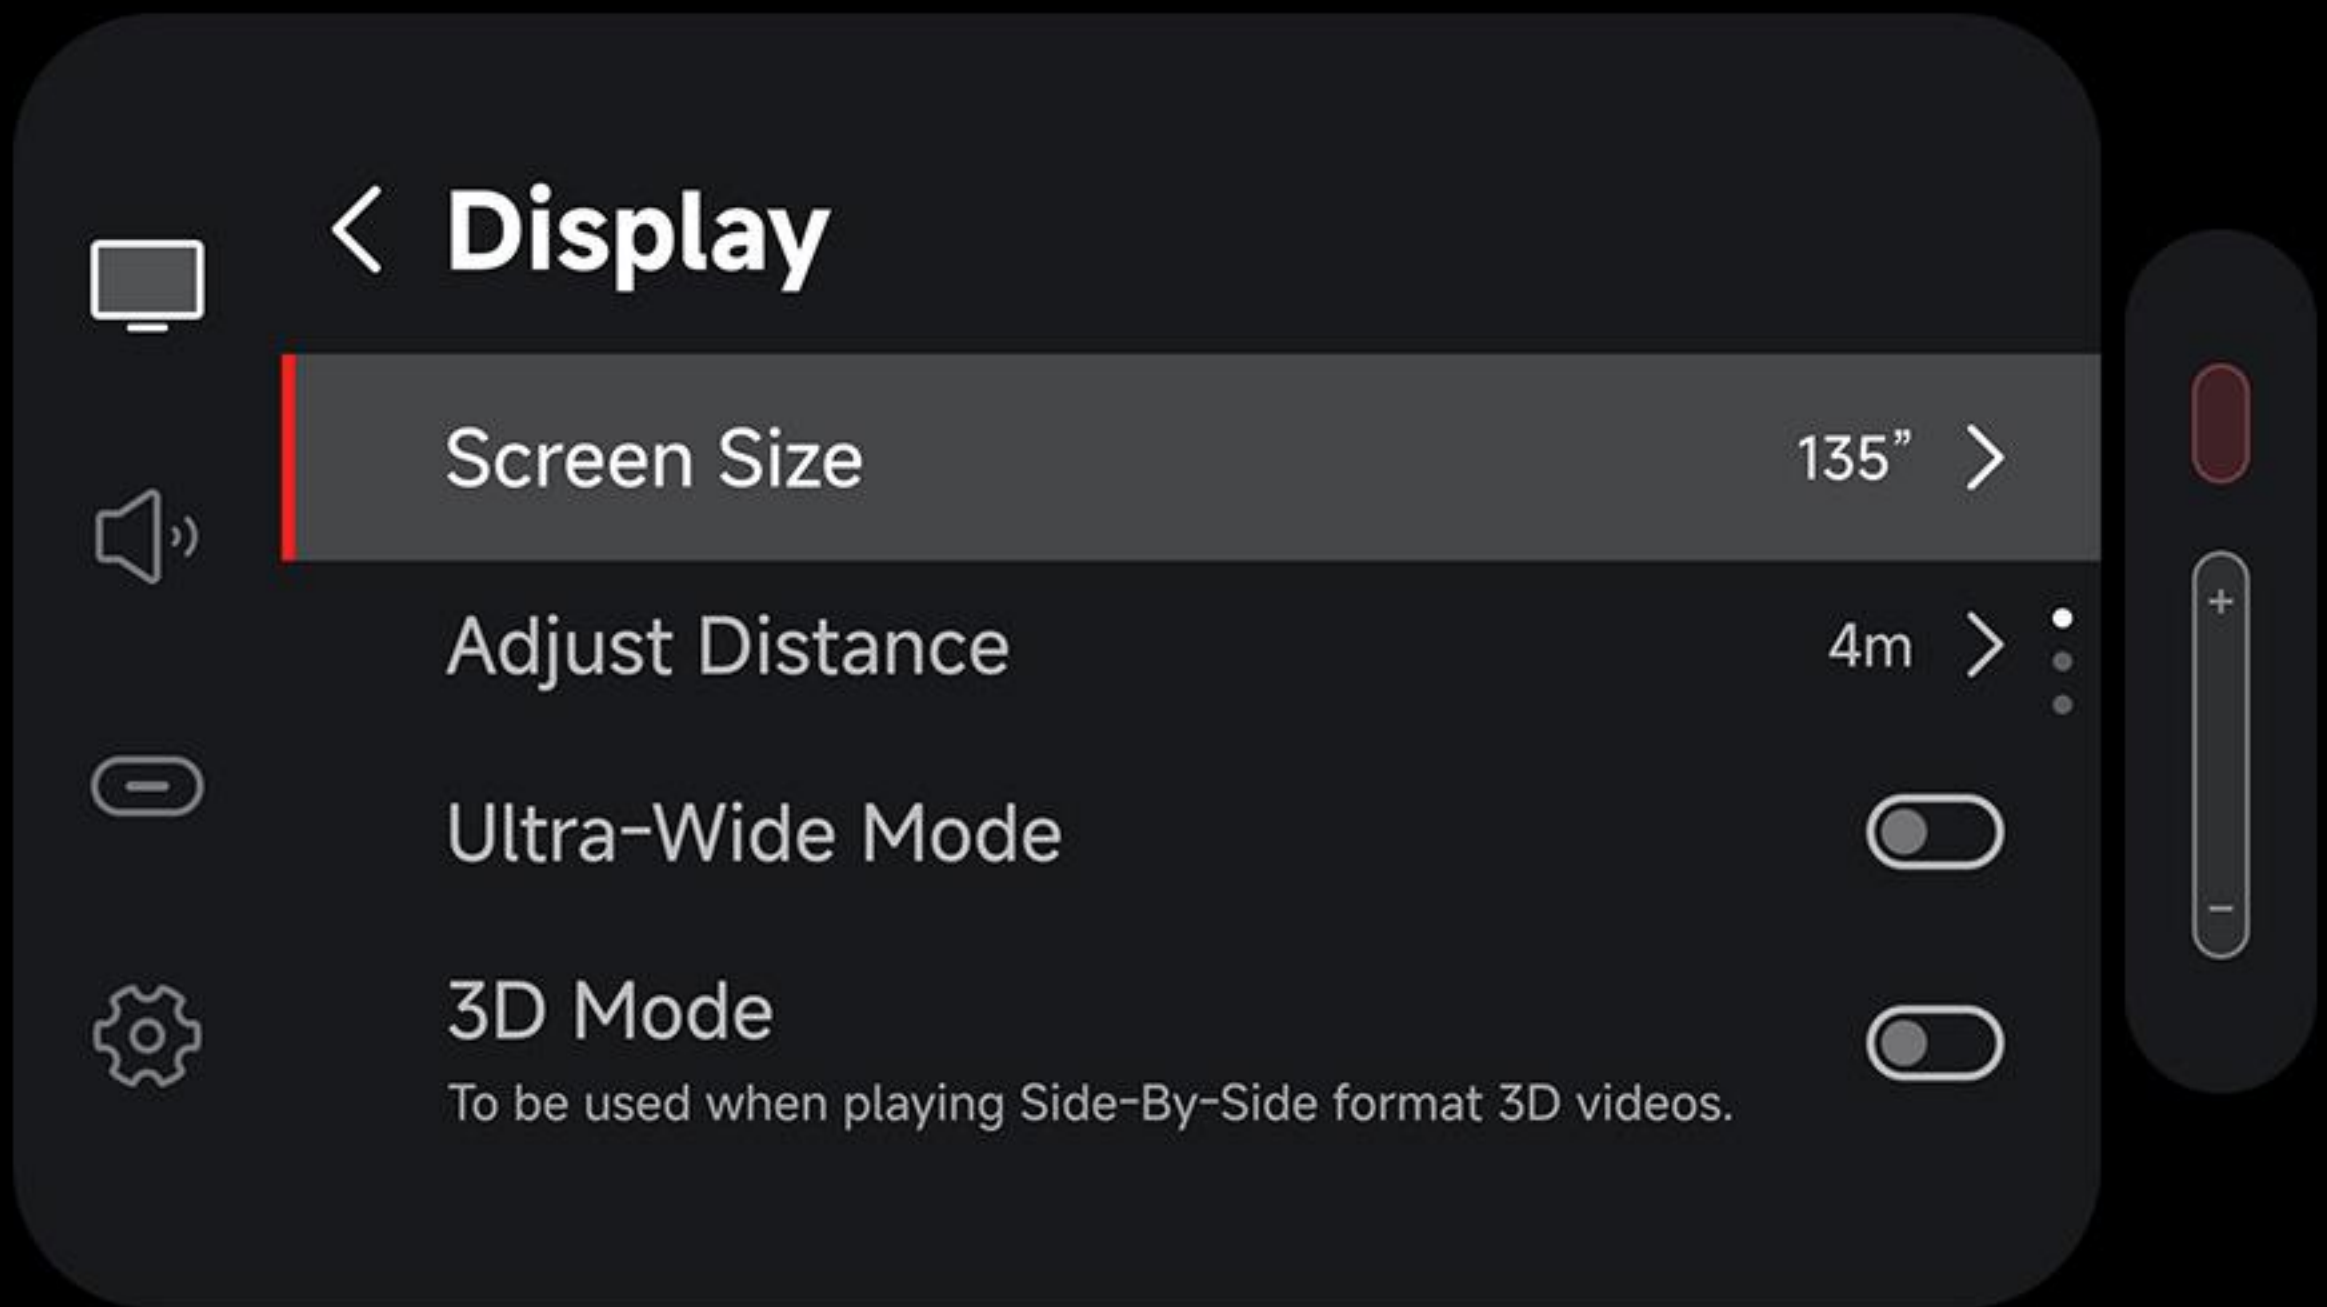 Display
Screen Size
135”
Adjust Distance
4m
Ultra-Wide Mode
3D Mode
To be used when playing Side-By-Side format 3D videos.
+
−